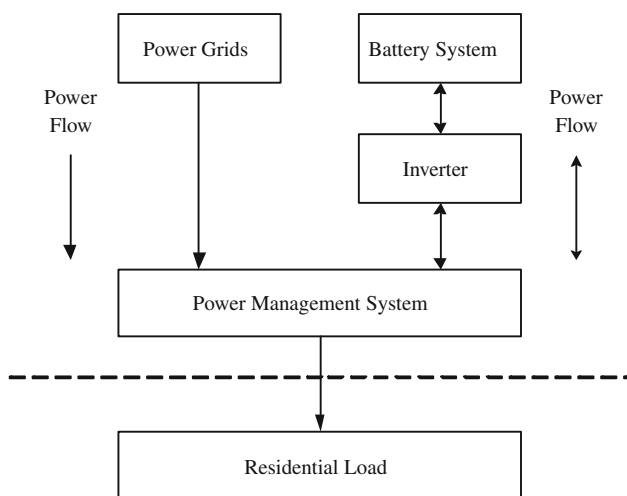 Power Grids
Battery System
Power
Flow
Power
Flow
Inverter
Power Management System
Residential Load